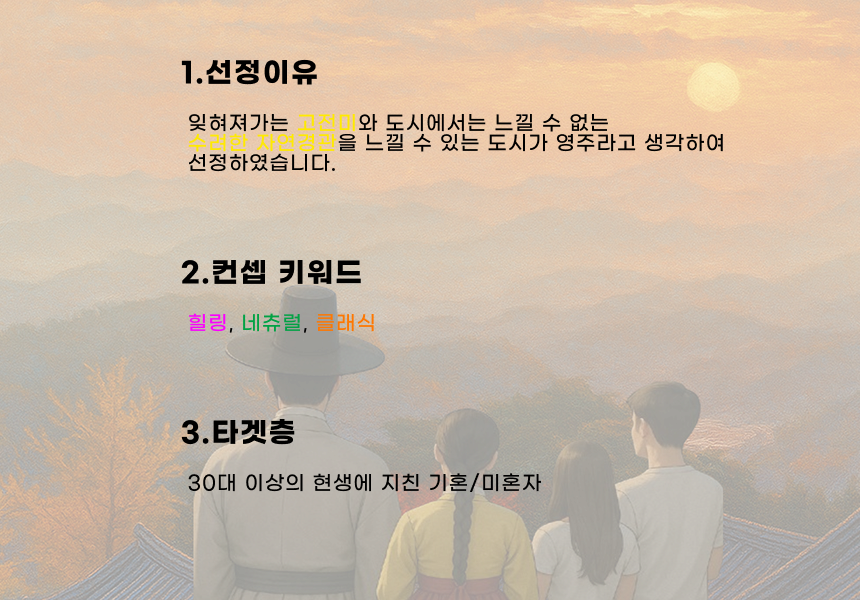 1.선정이유
잊혀져가는 고전미와 도시에서는 느낄 수 없는
수려한 자연경관을 느낄 수 있는 도시가 영주라고 생각하여
선정하였습니다.
2.컨셉 키워드
힐링, 네츄럴, 클래식
3.타겟층
30대 이상의 현생에 지친 기혼/미혼자